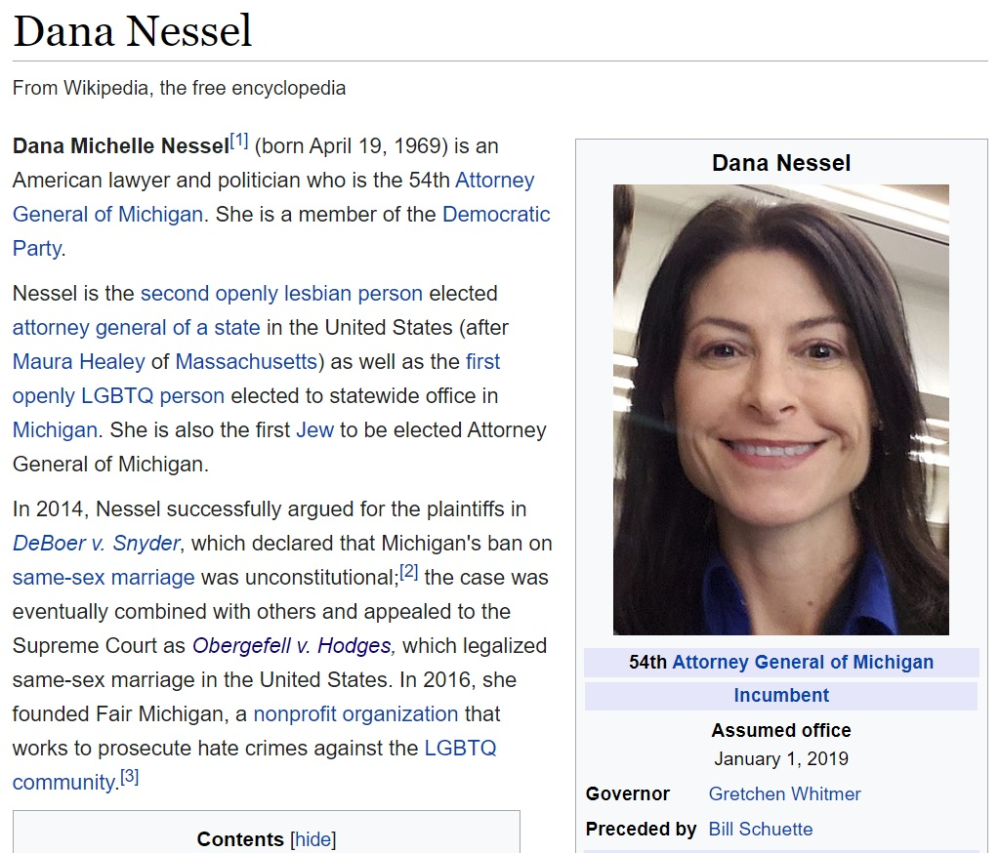 Dana Nessel
From Wikipedia, the free encyclopedia
Dana Michelle Nessel[1] (born April 19, 1969) is an
American lawyer and politician who is the 54th Attorney
General of Michigan. She is a member of the Democratic
Party.
Nessel is the second openly lesbian person elected
attorney general of a state in the United States (after
Maura Healey of Massachusetts) as well as the first
openly LGBTQ person elected to statewide office in
Michigan. She is also the first Jew to be elected Attorney
General of Michigan.
In 2014, Nessel successfully argued for the plaintiffs in
DeBoer v. Snyder, which declared that Michigan's ban on
same-sex marriage was unconstitutional;[2] the case was
eventually combined with others and appealed to the
Supreme Court as Obergefell v. Hodges, which legalized
same-sex marriage in the United States. In 2016, she
founded Fair Michigan, a nonprofit organization that
works to prosecute hate crimes against the LGBTQ
community.[3]
Contents [hide]
Dana Nessel
54th Attorney General of Michigan
Incumbent
Assumed office
January 1, 2019
Governor Gretchen Whitmer
Preceded by Bill Schuette